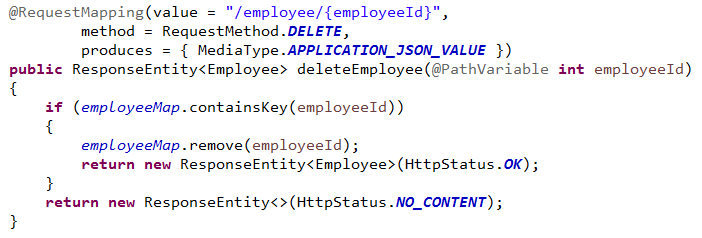 @RequestMapping(value = "/employee/{employeeId}",
method = RequestMethod.DELETE,
produces = { MediaType.APPLICATION_JSON_VALUE })
public ResponseEntity<Employee> deleteEmployee(@PathVariable int employeeId)
{
if (employeeMap.containsKey(employeeId))
{
employeeMap.remove(employeeId);
return new ResponseEntity<Employee>(HttpStatus.OK);
}
return new ResponseEntity<>(HttpStatus.NO_CONTENT);
}